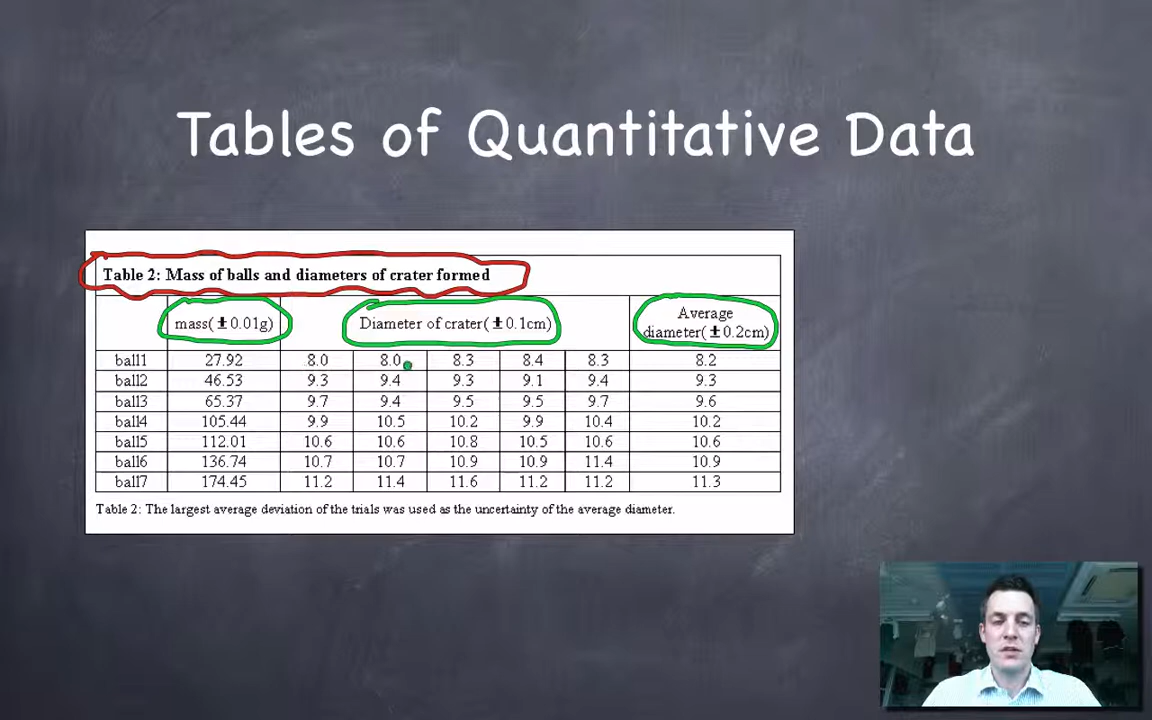 Tables of Quantitative Data
Table 2: Mass of balls and diameters of crater formed
mass(±0.01g) Diameter of crater(±0.1cm) Average diameter(±0.2cm)
ball1 27.92 8.0 8.0 8.3 8.4 8.3 8.2
ball2 46.53 9.3 9.4 9.3 9.1 9.4 9.3
ball3 65.37 9.7 9.4 9.5 9.5 9.7 9.6
ball4 105.44 9.9 10.5 10.2 9.9 10.4 10.2
ball5 112.01 10.6 10.6 10.8 10.5 10.6 10.6
ball6 136.74 10.7 10.7 10.9 10.9 11.4 10.9
ball7 174.45 11.2 11.4 11.6 11.2 11.2 11.3
Table 2: The largest average deviation of the trials was used as the uncertainty of the average diameter.